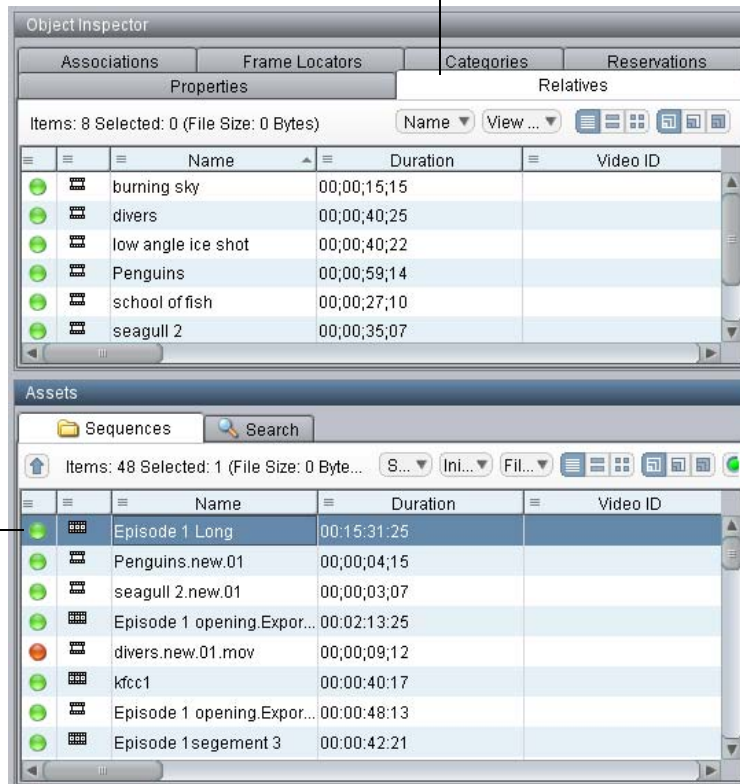 Object Inspector
Associations Frame Locators Categories Reservations
Properties Relatives
Items: 8 Selected: 0 (File Size: 0 Bytes) Name View ...
Name Duration Video ID
burning sky 00;00;15;15
divers 00;00;40;25
low angle ice shot 00;00;40;22
Penguins 00;00;59;14
school of fish 00;00;27;10
seagull 2 00;00;35;07
Assets
Sequences Search
Items: 48 Selected: 1 (File Size: 0 Byte... S... Ini... Fil...
Name Duration Video ID
Episode 1 Long 00:15:31:25
Penguins.new.01 00;00;04;15
seagull 2.new.01 00;00;03;07
Episode 1 opening.Expor... 00:02:13:25
divers.new.01.mov 00;00;09;12
kfcc1 00:00:40:17
Episode 1 opening.Expor... 00:00:48:13
Episode 1segement 3 00:00:42:21